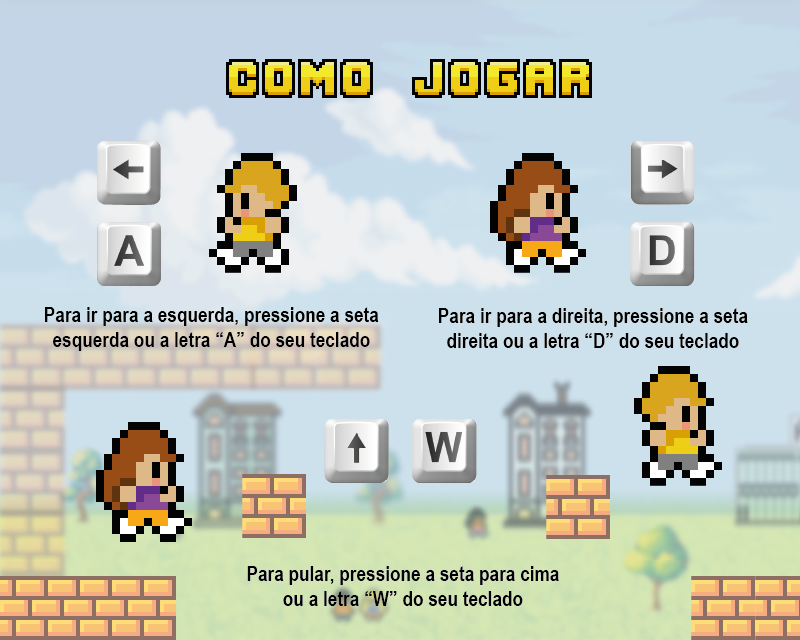 COMO JOGAR
A
D
Para ir para a esquerda, pressione a seta
esquerda ou a letra “A” do seu teclado
Para ir para a direita, pressione a seta
direita ou a letra “D” do seu teclado
W
Para pular, pressione a seta para cima
ou a letra “W” do seu teclado